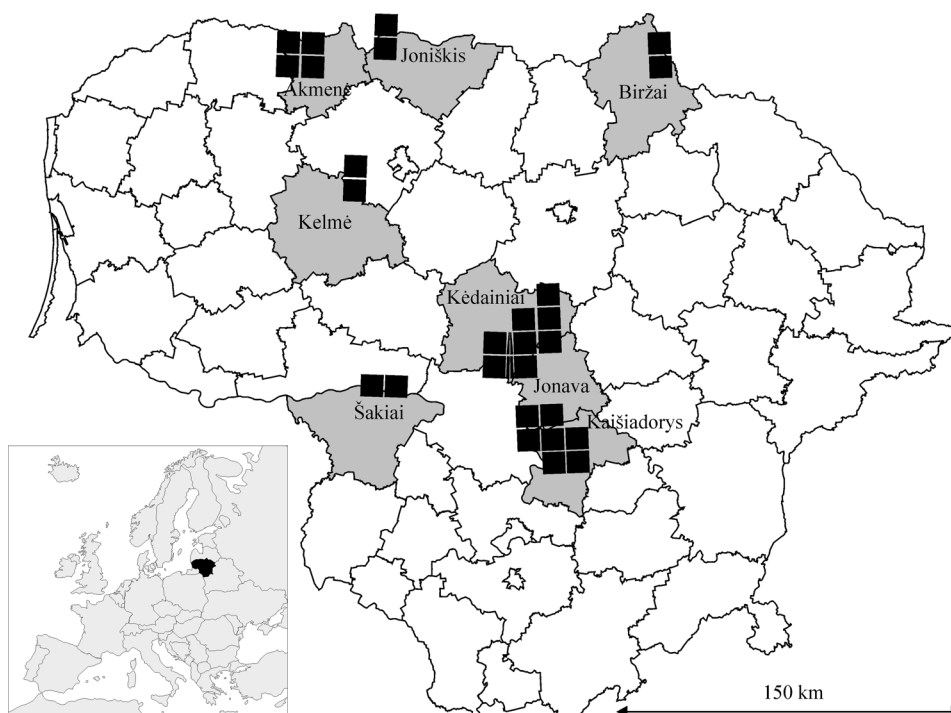 Joniškis
Akmenė
Biržai
Kelmė
Kėdainiai
Jonava
Šakiai
Kaišiadorys
150 km